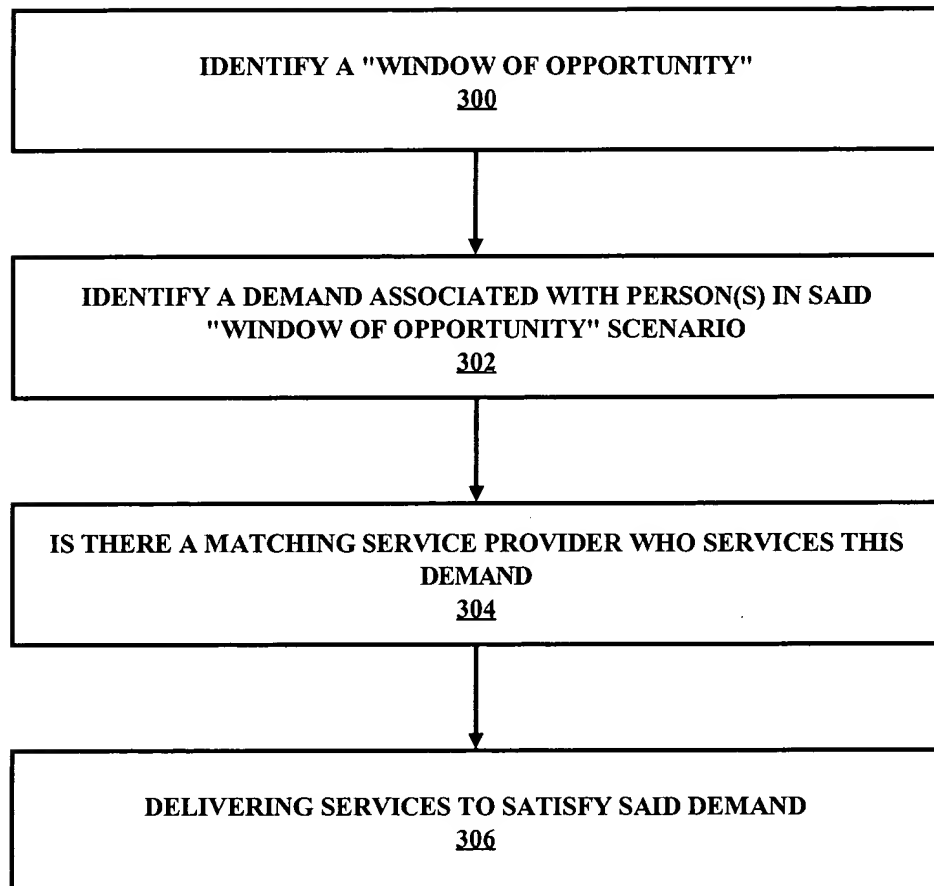 IDENTIFY A "WINDOW OF OPPORTUNITY"
300
IDENTIFY A DEMAND ASSOCIATED WITH PERSON(S) IN SAID
"WINDOW OF OPPORTUNITY" SCENARIO
302
IS THERE A MATCHING SERVICE PROVIDER WHO SERVICES THIS
DEMAND
304
DELIVERING SERVICES TO SATISFY SAID DEMAND
306